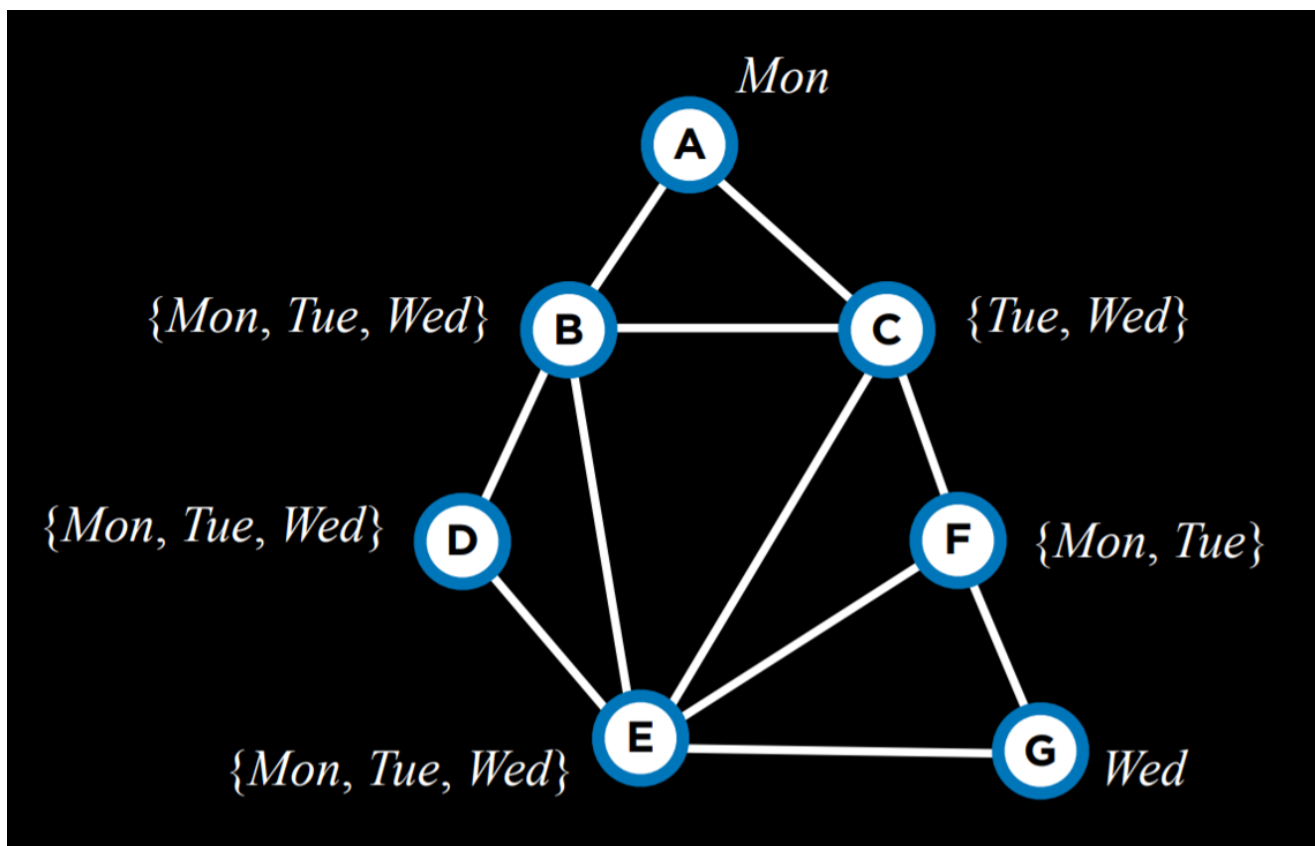 Mon
A
{Mon, Tue, Wed}
B
C
{Tue, Wed}
{Mon, Tue, Wed}
D
F
{Mon, Tue}
{Mon, Tue, Wed}
E
G
Wed